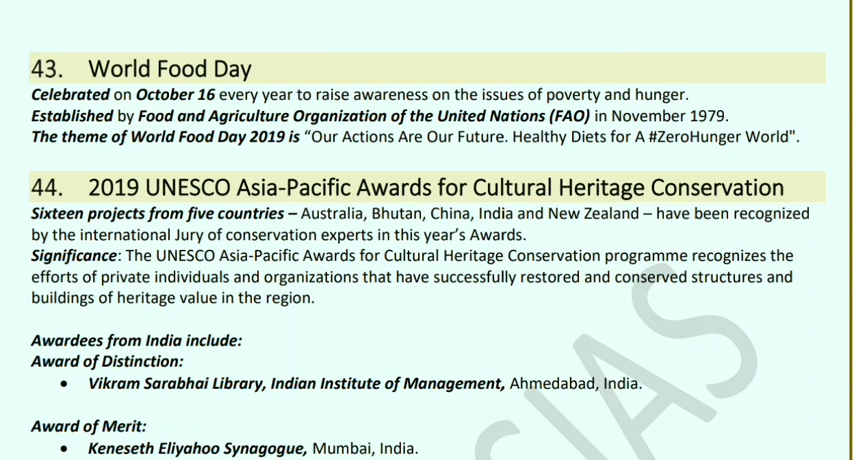 43. World Food Day
Celebrated on October 16 every year to raise awareness on the issues of poverty and hunger.
Established by Food and Agriculture Organization of the United Nations (FAO) in November 1979.
The theme of World Food Day 2019 is “Our Actions Are Our Future. Healthy Diets for A #ZeroHunger World".
44. 2019 UNESCO Asia-Pacific Awards for Cultural Heritage Conservation
Sixteen projects from five countries – Australia, Bhutan, China, India and New Zealand – have been recognized
by the international Jury of conservation experts in this year’s Awards.
Significance: The UNESCO Asia-Pacific Awards for Cultural Heritage Conservation programme recognizes the
efforts of private individuals and organizations that have successfully restored and conserved structures and
buildings of heritage value in the region.
Awardees from India include:
Award of Distinction:
• Vikram Sarabhai Library, Indian Institute of Management, Ahmedabad, India.
Award of Merit:
• Keneseth Eliyahoo Synagogue, Mumbai, India.
SIAS